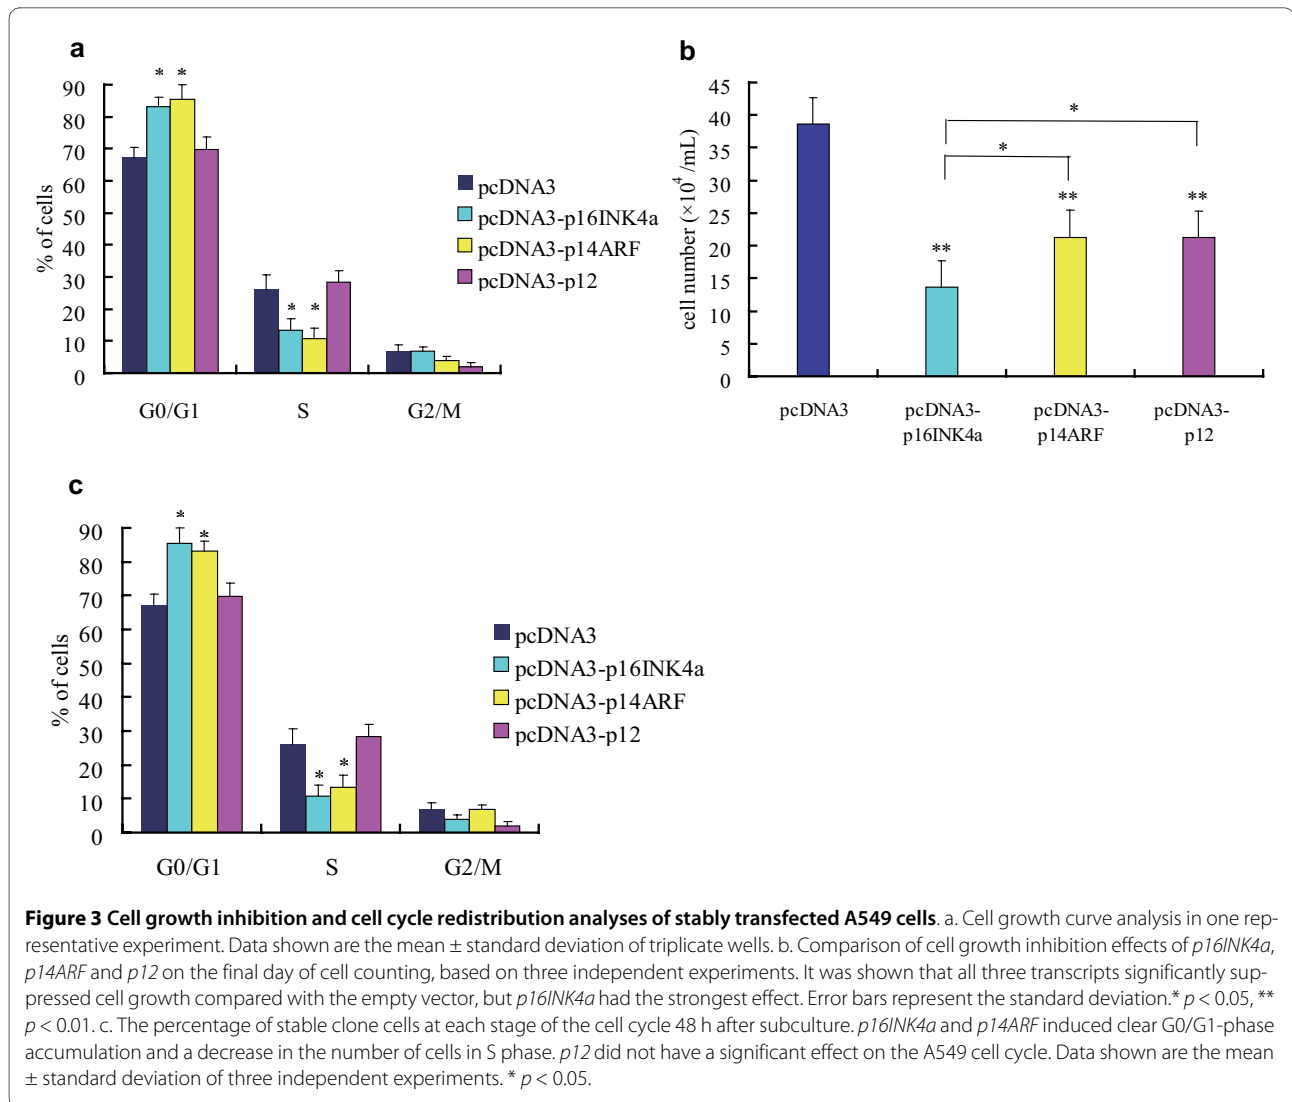 a
90
80
70
60
50
40
30
20
10
0
% of cells
* *
* *
G0/G1 S G2/M
pcDNA3
pcDNA3-p16INK4a
pcDNA3-p14ARF
pcDNA3-p12
b
45
40
35
30
25
20
15
10
5
0
cell number (×10⁴ /mL)
*
*
** ** **
pcDNA3 pcDNA3- pcDNA3- pcDNA3-
p16INK4a p14ARF p12
c
90
80
70
60
50
40
30
20
10
0
% of cells
* *
* *
G0/G1 S G2/M
pcDNA3
pcDNA3-p16INK4a
pcDNA3-p14ARF
pcDNA3-p12
Figure 3 Cell growth inhibition and cell cycle redistribution analyses of stably transfected A549 cells. a. Cell growth curve analysis in one rep-
resentative experiment. Data shown are the mean ± standard deviation of triplicate wells. b. Comparison of cell growth inhibition effects of p16INK4a,
p14ARF and p12 on the final day of cell counting, based on three independent experiments. It was shown that all three transcripts significantly sup-
pressed cell growth compared with the empty vector, but p16INK4a had the strongest effect. Error bars represent the standard deviation.* p < 0.05, **
p < 0.01. c. The percentage of stable clone cells at each stage of the cell cycle 48 h after subculture. p16INK4a and p14ARF induced clear G0/G1-phase
accumulation and a decrease in the number of cells in S phase. p12 did not have a significant effect on the A549 cell cycle. Data shown are the mean
± standard deviation of three independent experiments. * p < 0.05.